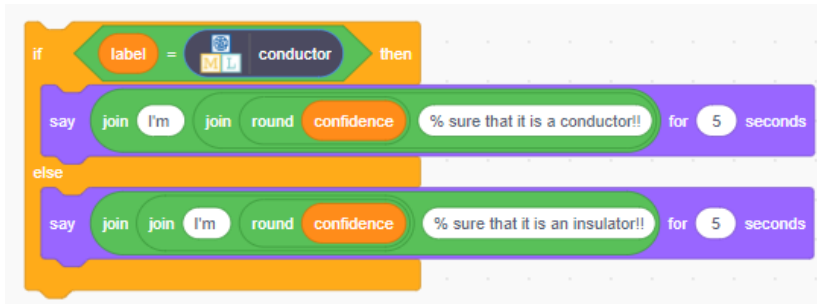 if label = ML conductor then
say join I'm join round confidence % sure that it is a conductor!! for 5 seconds
else
say join join I'm round confidence % sure that it is an insulator!! for 5 seconds